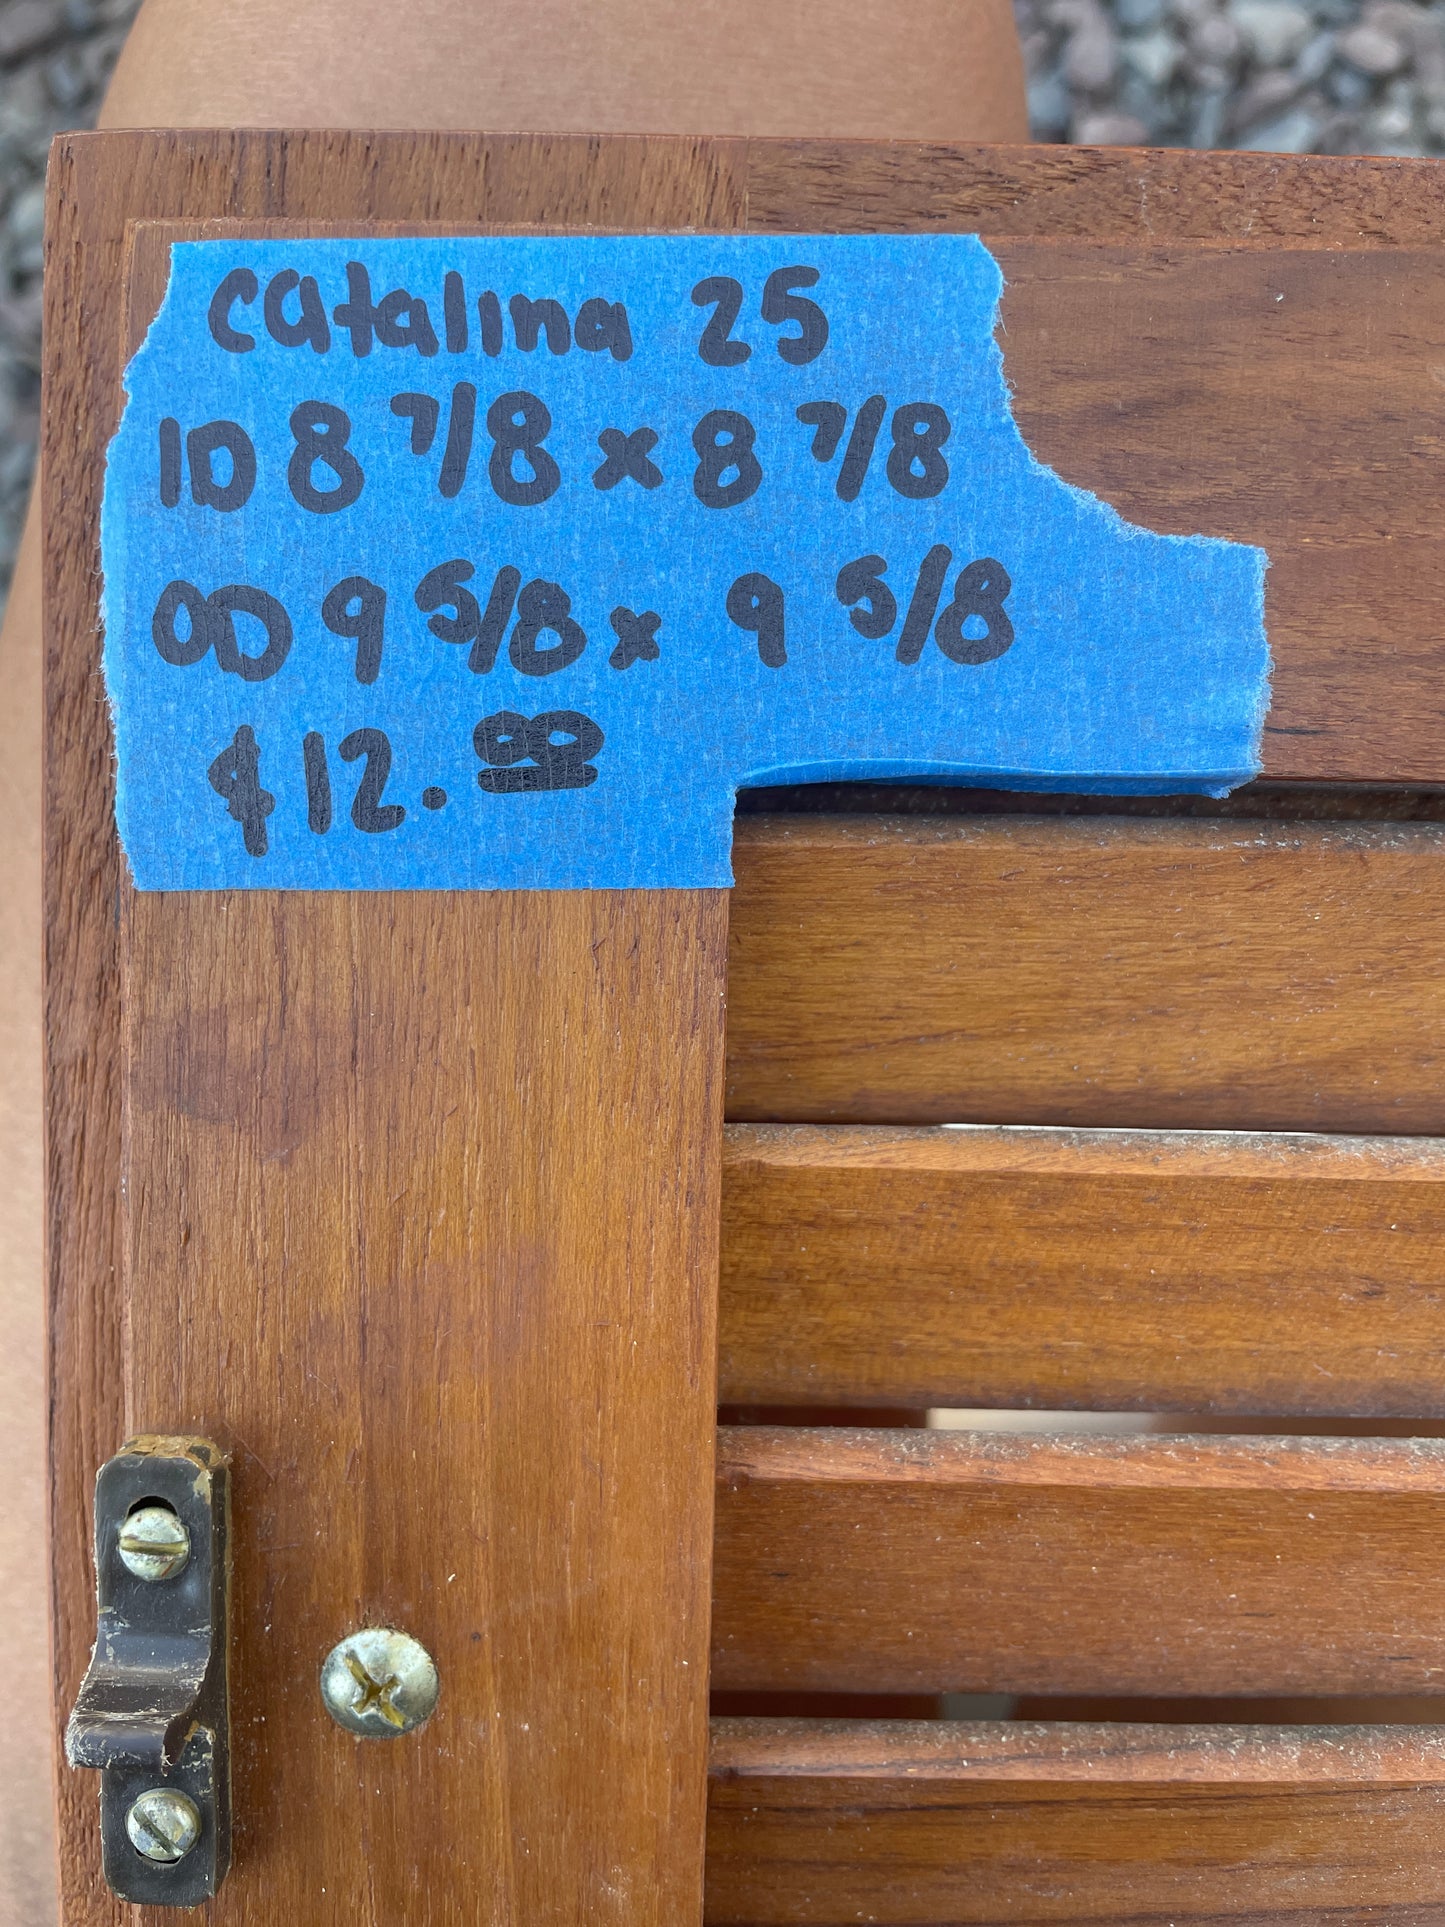 Catalina 25
ID 8 7/8 x 8 7/8
OD 9 5/8 x 9 5/8
$12.00